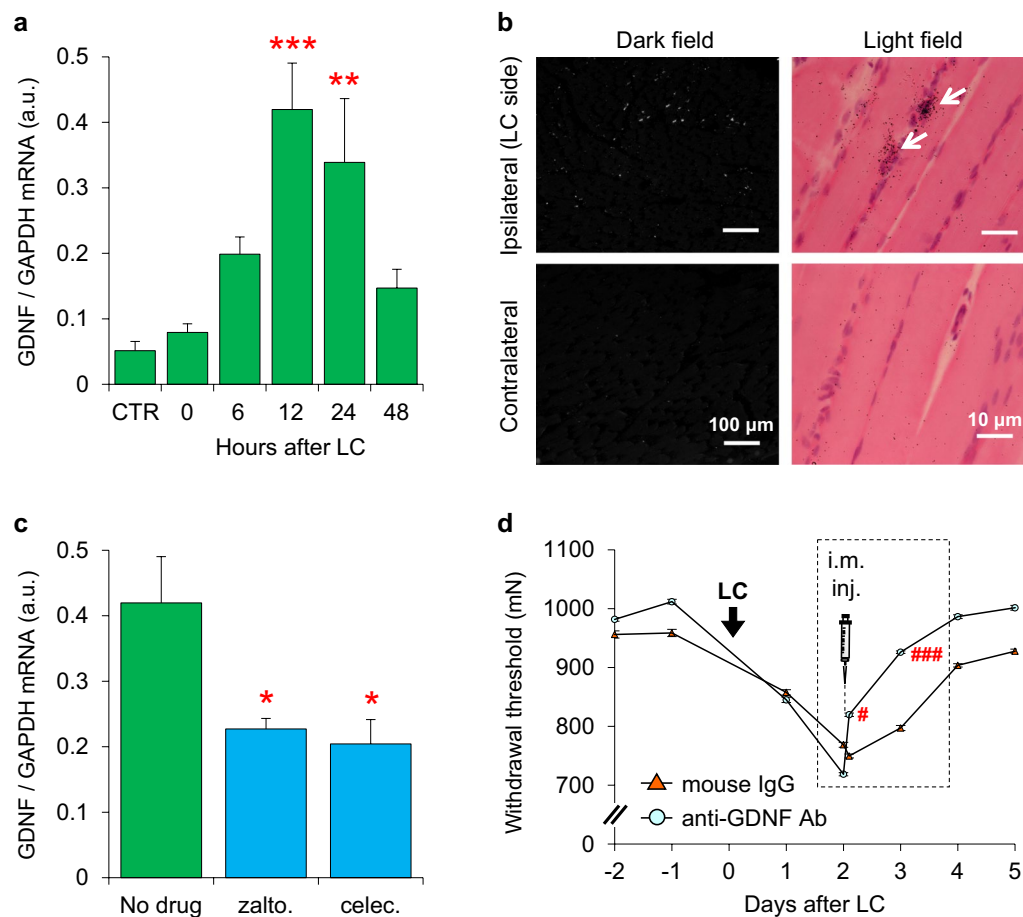 a
GDNF / GAPDH mRNA (a.u.)
0.5
0.4
0.3
0.2
0.1
0
***
**
CTR 0 6 12 24 48
Hours after LC
b
Dark field Light field
Ipsilateral (LC side)
Contralateral
100 µm
10 µm
c
GDNF / GAPDH mRNA (a.u.)
0.5
0.4
0.3
0.2
0.1
0
*
*
No drug zalto. celec.
d
Withdrawal threshold (mN)
1100
1000
900
800
700
0
LC
i.m.
inj.
###
#
mouse IgG
anti-GDNF Ab
-2 -1 0 1 2 3 4 5
Days after LC